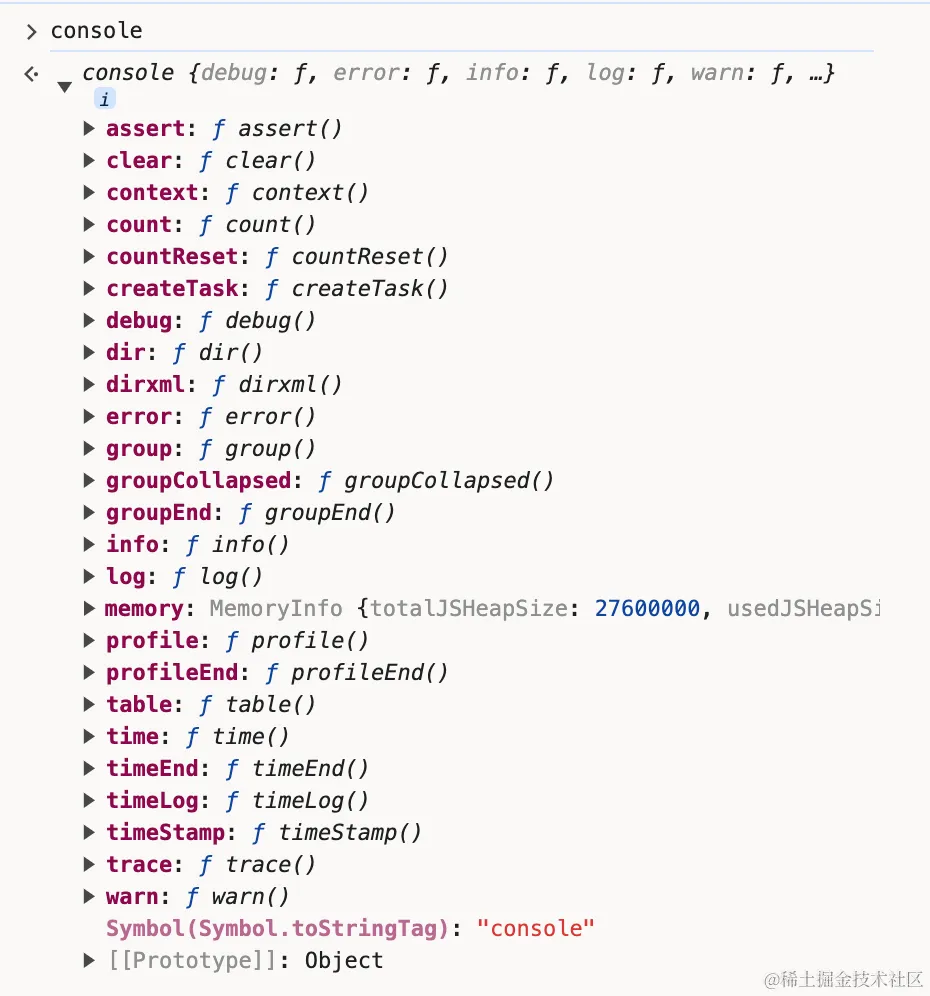 > console
<· ▼ console {debug: ƒ, error: ƒ, info: ƒ, log: ƒ, warn: ƒ, …}
i
▶ assert: ƒ assert()
▶ clear: ƒ clear()
▶ context: ƒ context()
▶ count: ƒ count()
▶ countReset: ƒ countReset()
▶ createTask: ƒ createTask()
▶ debug: ƒ debug()
▶ dir: ƒ dir()
▶ dirxml: ƒ dirxml()
▶ error: ƒ error()
▶ group: ƒ group()
▶ groupCollapsed: ƒ groupCollapsed()
▶ groupEnd: ƒ groupEnd()
▶ info: ƒ info()
▶ log: ƒ log()
▶ memory: MemoryInfo {totalJSHeapSize: 27600000, usedJSHeapSi
▶ profile: ƒ profile()
▶ profileEnd: ƒ profileEnd()
▶ table: ƒ table()
▶ time: ƒ time()
▶ timeEnd: ƒ timeEnd()
▶ timeLog: ƒ timeLog()
▶ timeStamp: ƒ timeStamp()
▶ trace: ƒ trace()
▶ warn: ƒ warn()
Symbol(Symbol.toStringTag): "console"
▶ [[Prototype]]: Object
@稀土掘金技术社区